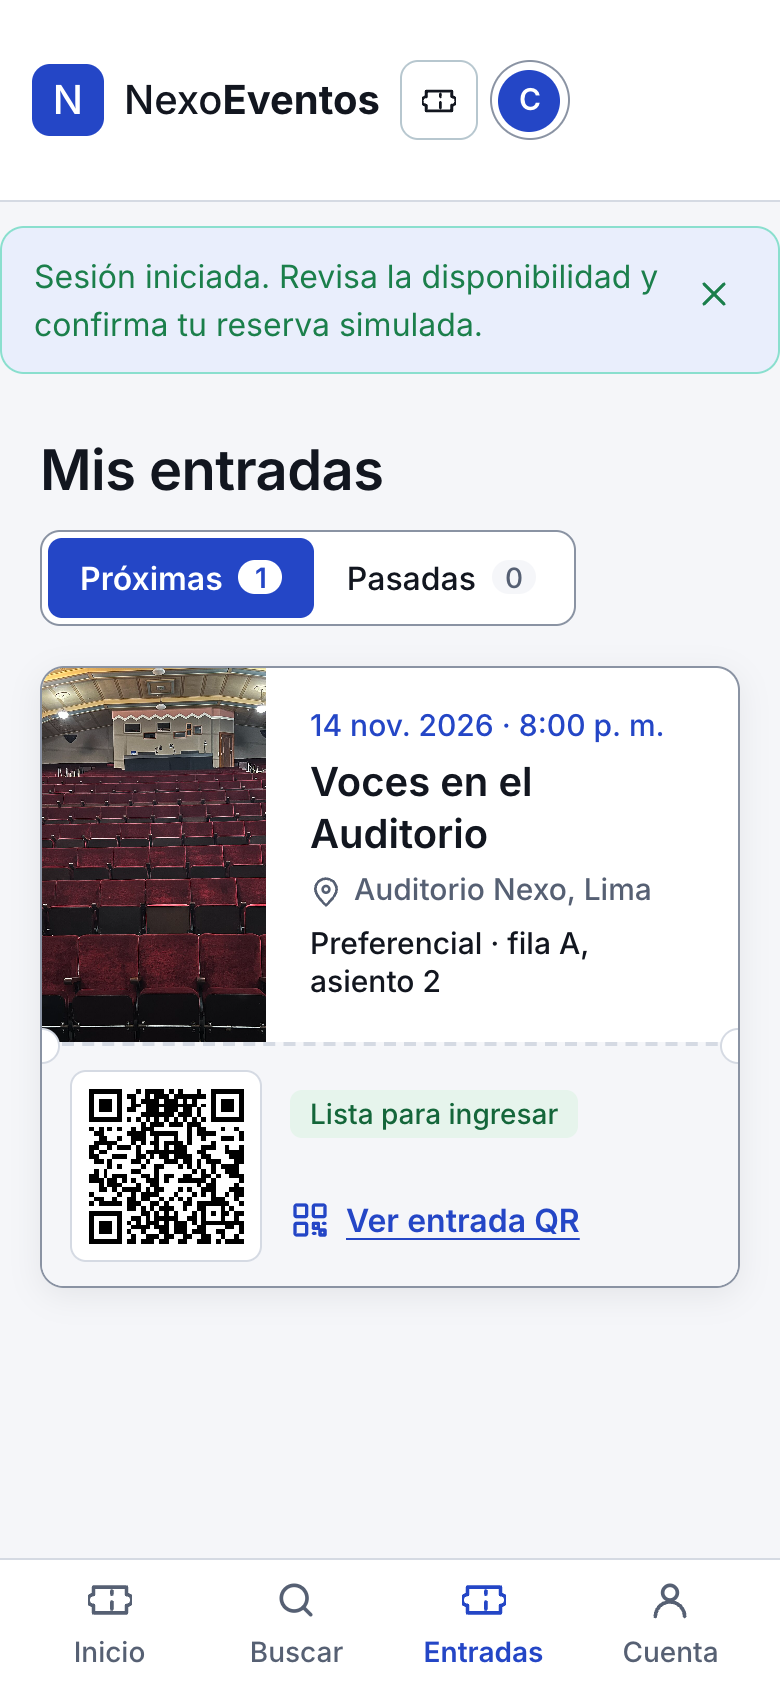 N NexoEventos C
Sesión iniciada. Revisa la disponibilidad y
confirma tu reserva simulada.
Mis entradas
Próximas 1 Pasadas 0
14 nov. 2026 · 8:00 p. m.
Voces en el
Auditorio
Auditorio Nexo, Lima
Preferencial · fila A,
asiento 2
Lista para ingresar
Ver entrada QR
Inicio Buscar Entradas Cuenta